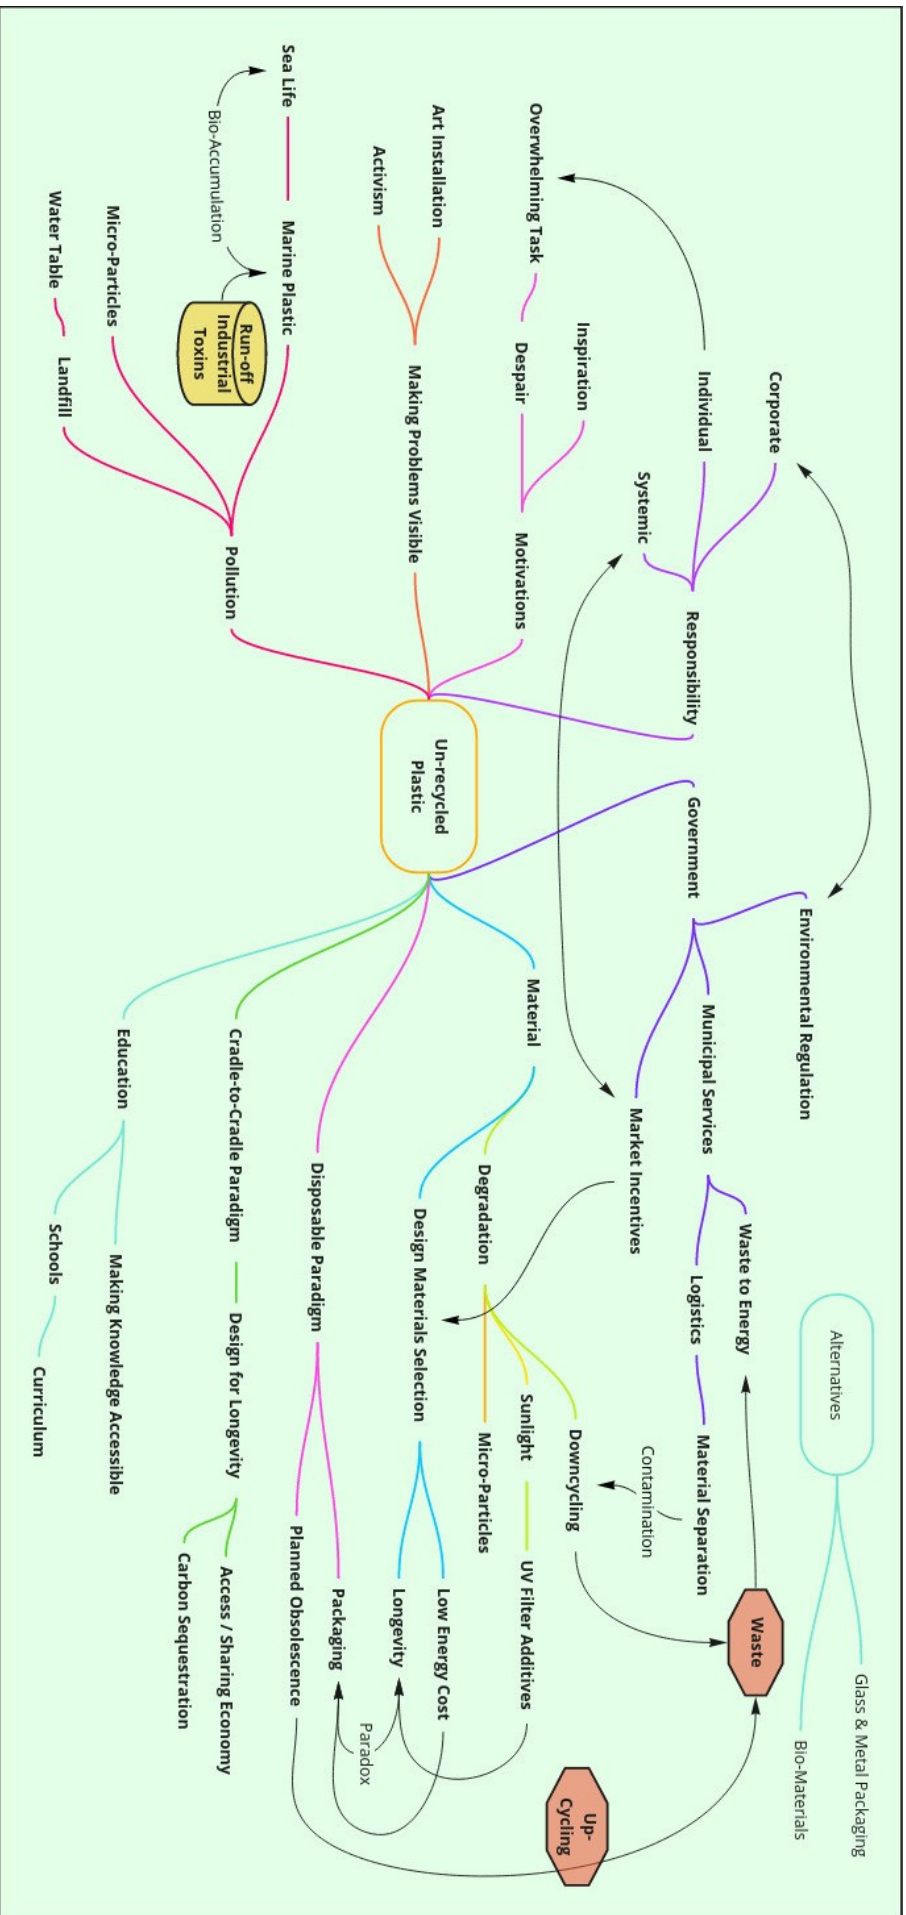 Alternatives
Glass & Metal Packaging
Bio-Materials
Corporate
Individual
Systemic
Responsibility
Government
Environmental Regulation
Municipal Services
Market Incentives
Waste to Energy
Logistics
Material Separation
Contamination
Waste
Up-
Cycling
Overwhelming Task
Inspiration
Despair
Motivations
Art Installation
Activism
Making Problems Visible
Un-recycled
Plastic
Material
Degradation
Downcycling
Sunlight
UV Filter Additives
Micro-Particles
Design Materials Selection
Low Energy Cost
Longevity
Paradox
Disposable Paradigm
Packaging
Planned Obsolescence
Sea Life
Marine Plastic
Bio-Accumulation
Run-off
Industrial
Toxins
Micro-Particles
Water Table
Landfill
Pollution
Cradle-to-Cradle Paradigm
Design for Longevity
Access / Sharing Economy
Carbon Sequestration
Education
Making Knowledge Accessible
Schools
Curriculum